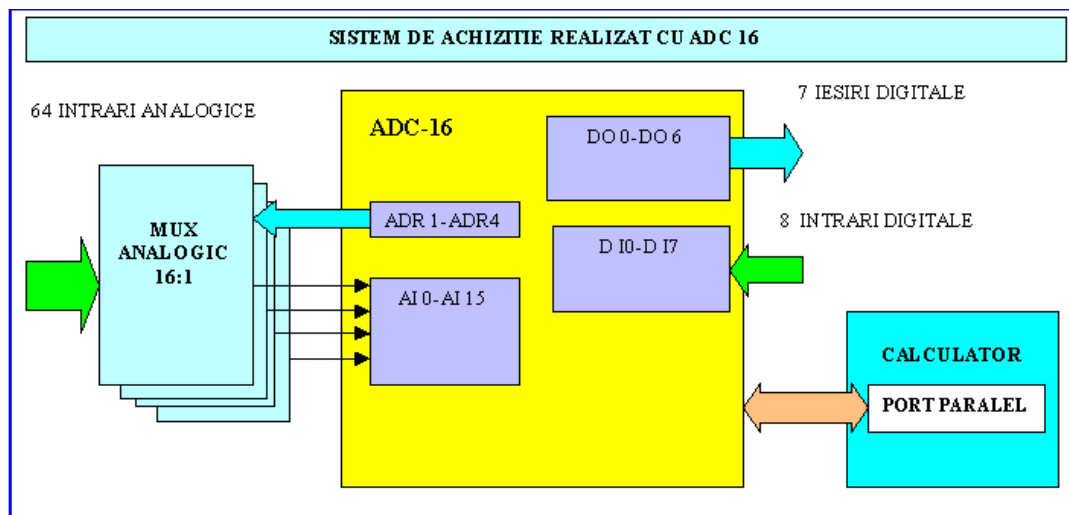 SISTEM DE ACHIZITIE REALIZAT CU ADC 16
64 INTRARI ANALOGICE
7 IESIRI DIGITALE
ADC-16
DO 0-DO 6
MUX
ANALOGIC
16:1
ADR 1-ADR4
8 INTRARI DIGITALE
D I0-D I7
AI 0-AI 15
CALCULATOR
PORT PARALEL